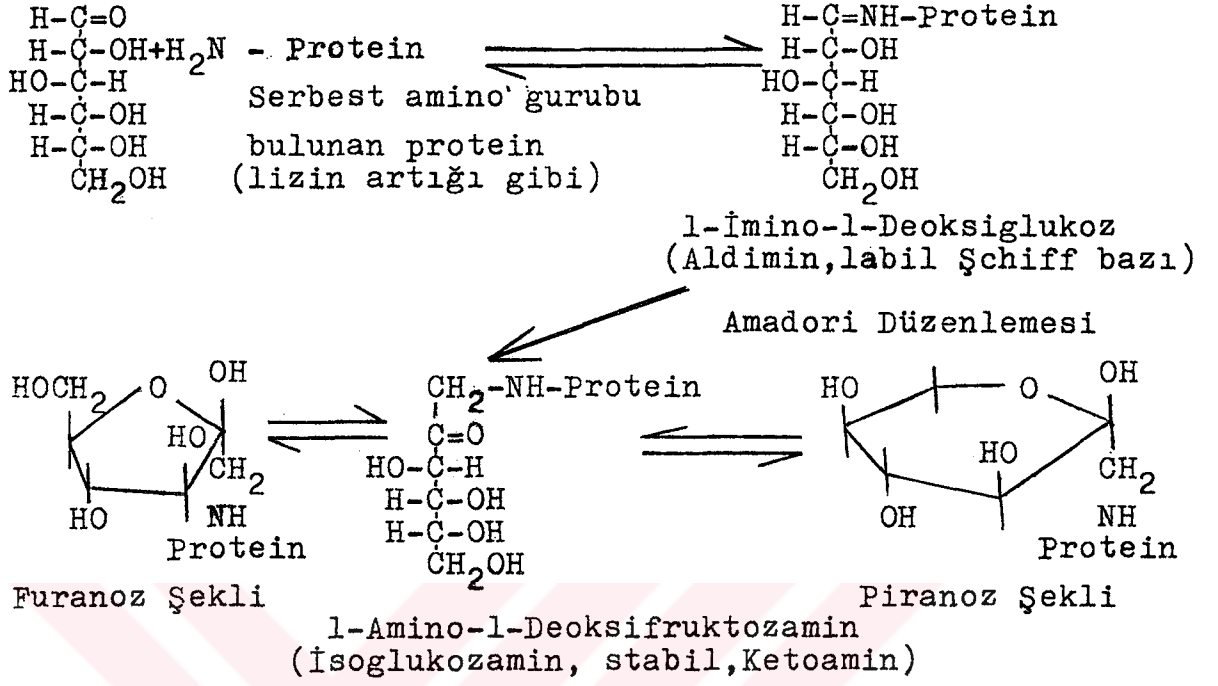 H-C=O
H-C-OH+H2N - Protein
HO-C-H
H-C-OH
H-C-OH
CH2OH
Serbest amino gurubu
bulunan protein
(lizin artığı gibi)
H-C=NH-Protein
H-C-OH
HO-C-H
H-C-OH
H-C-OH
CH2OH
1-İmino-1-Deoksiglukoz
(Aldimin,labil Şchiff bazı)
Amadori Düzenlemesi
HOCH2 O OH
HO
CH2
HO NH
Protein
Furanoz Şekli
CH2-NH-Protein
C=O
HO-C-H
H-C-OH
H-C-OH
CH2OH
1-Amino-1-Deoksifruktozamin
(İsoglukozamin, stabil,Ketoamin)
HO O OH
HO
CH2
OH NH
Protein
Piranoz Şekli